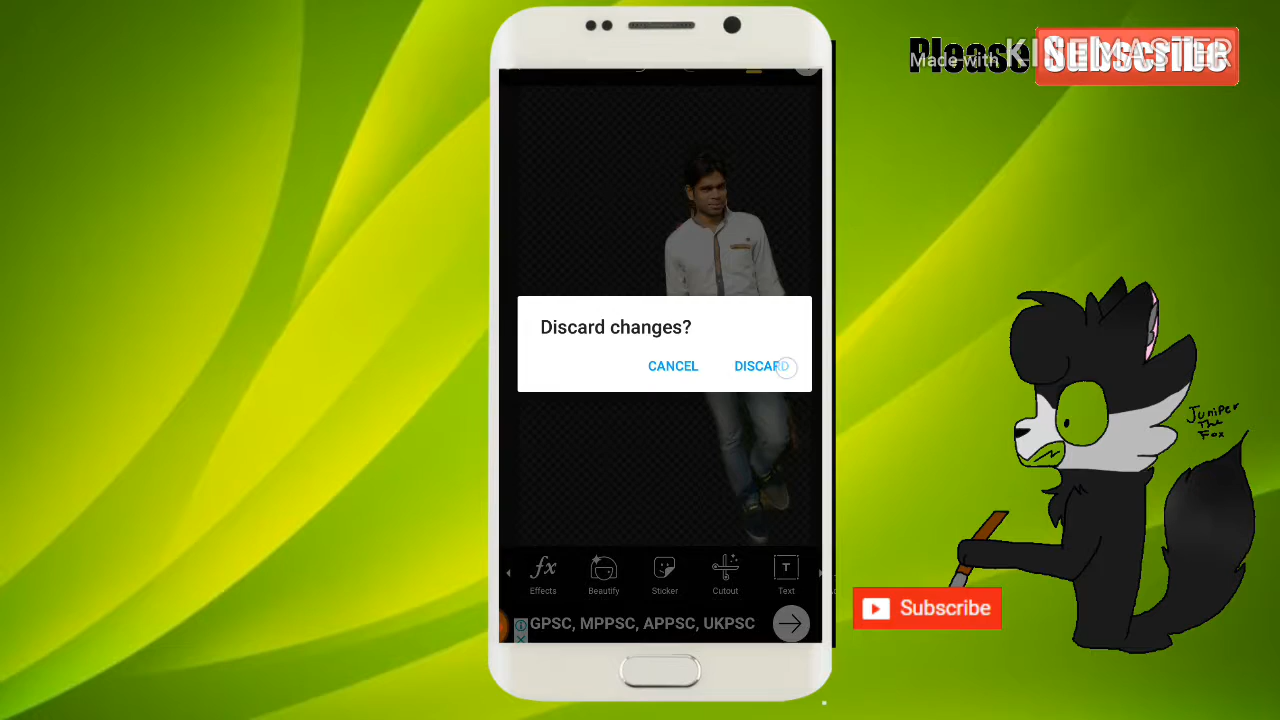 Please Subscribe
Made with KINEMASTER
Discard changes?
CANCEL DISCARD
Juniper
The
Fox
Effects Beautify Sticker Cutout Text
Subscribe
GPSC, MPPSC, APPSC, UKPSC